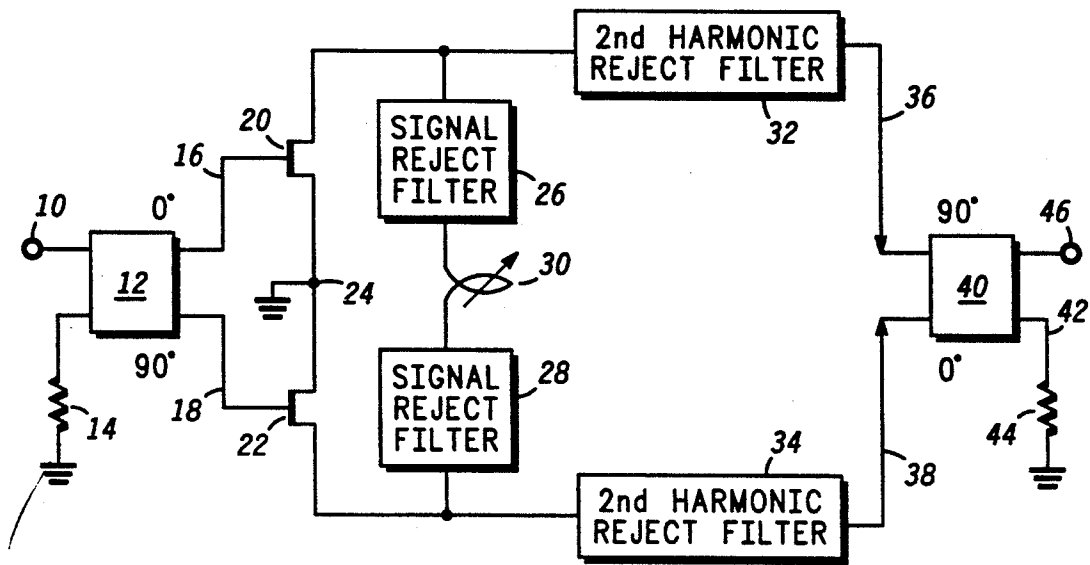 2nd HARMONIC
REJECT FILTER
32
36
20
16
SIGNAL
REJECT
FILTER
26
10
0°
12
90°
14
18
22
24
30
SIGNAL
REJECT
FILTER
28
90°
46
40
42
0°
44
34
38
2nd HARMONIC
REJECT FILTER